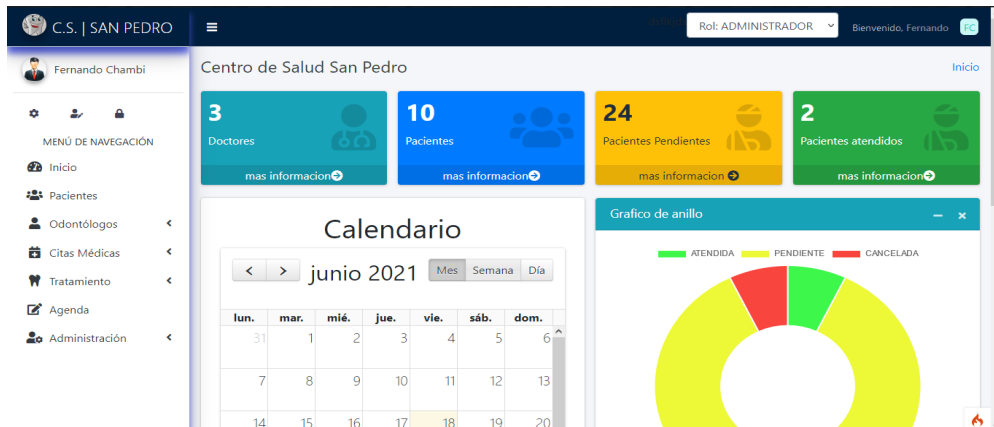 C.S. | SAN PEDRO
Rol: ADMINISTRADOR
Bienvenido, Fernando
FC
Fernando Chambi
MENÚ DE NAVEGACIÓN
Inicio
Pacientes
Odontólogos
Citas Médicas
Tratamiento
Agenda
Administración
Centro de Salud San Pedro
Inicio
3
Doctores
mas informacion
10
Pacientes
mas informacion
24
Pacientes Pendientes
mas informacion
2
Pacientes atendidos
mas informacion
Calendario
junio 2021
Mes Semana Día
lun. mar. mié. jue. vie. sáb. dom.
31 1 2 3 4 5 6
7 8 9 10 11 12 13
14 15 16 17 18 19 20
Grafico de anillo
ATENDIDA PENDIENTE CANCELADA